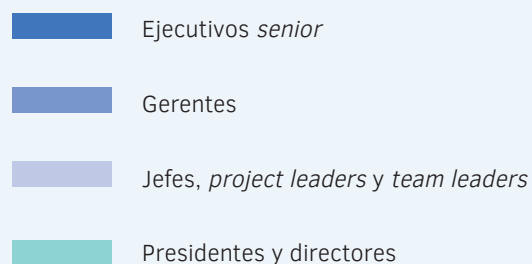 Ejecutivos senior
Gerentes
Jefes, project leaders y team leaders
Presidentes y directores